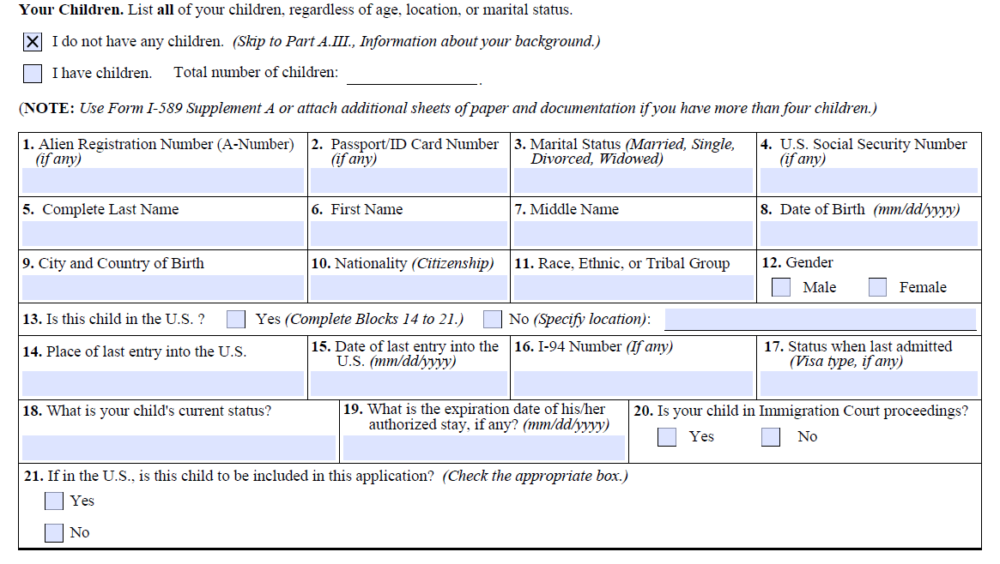 Your Children. List all of your children, regardless of age, location, or marital status.
I do not have any children. (Skip to Part A.III., Information about your background.)
I have children. Total number of children: .
(NOTE: Use Form I-589 Supplement A or attach additional sheets of paper and documentation if you have more than four children.)
1. Alien Registration Number (A-Number) (if any)
2. Passport/ID Card Number (if any)
3. Marital Status (Married, Single, Divorced, Widowed)
4. U.S. Social Security Number (if any)
5. Complete Last Name
6. First Name
7. Middle Name
8. Date of Birth (mm/dd/yyyy)
9. City and Country of Birth
10. Nationality (Citizenship)
11. Race, Ethnic, or Tribal Group
12. Gender
Male Female
13. Is this child in the U.S. ? Yes (Complete Blocks 14 to 21.) No (Specify location):
14. Place of last entry into the U.S.
15. Date of last entry into the U.S. (mm/dd/yyyy)
16. I-94 Number (If any)
17. Status when last admitted (Visa type, if any)
18. What is your child's current status?
19. What is the expiration date of his/her authorized stay, if any? (mm/dd/yyyy)
20. Is your child in Immigration Court proceedings?
Yes No
21. If in the U.S., is this child to be included in this application? (Check the appropriate box.)
Yes
No